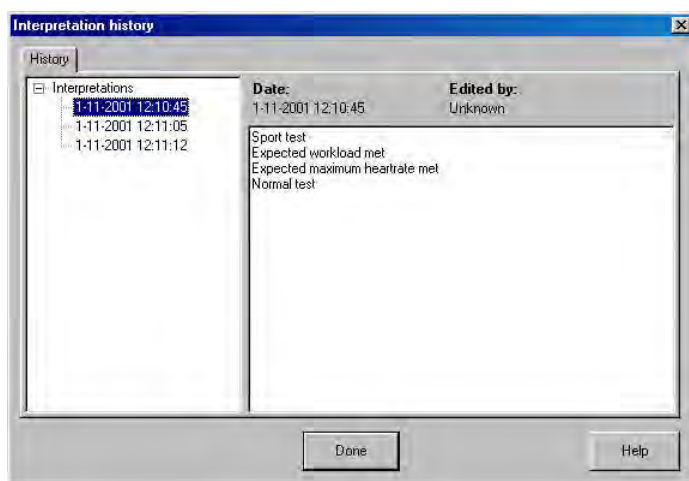 Interpretation history
History
Interpretations
1-11-2001 12:10:45
1-11-2001 12:11:05
1-11-2001 12:11:12
Date: Edited by:
1-11-2001 12:10:45 Unknown
Sport test
Expected workload met
Expected maximum heartrate met
Normal test
Done
Help